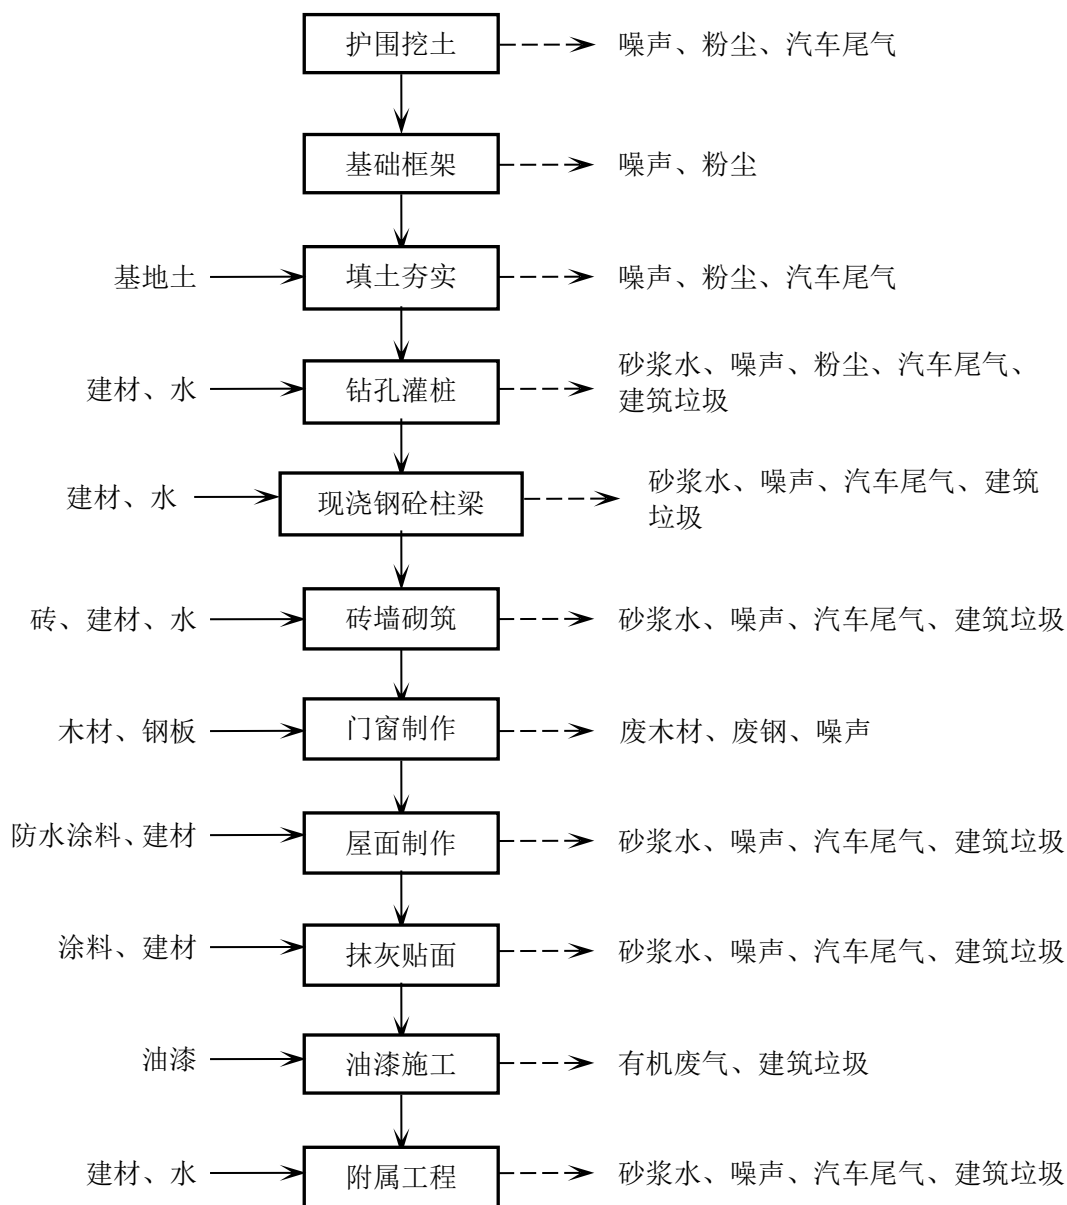 护围挖土
噪声、粉尘、汽车尾气
基础框架
噪声、粉尘
基地土
填土夯实
噪声、粉尘、汽车尾气
建材、水
钻孔灌桩
砂浆水、噪声、粉尘、汽车尾气、
建筑垃圾
建材、水
现浇钢砼柱梁
砂浆水、噪声、汽车尾气、建筑
垃圾
砖、建材、水
砖墙砌筑
砂浆水、噪声、汽车尾气、建筑垃圾
木材、钢板
门窗制作
废木材、废钢、噪声
防水涂料、建材
屋面制作
砂浆水、噪声、汽车尾气、建筑垃圾
涂料、建材
抹灰贴面
砂浆水、噪声、汽车尾气、建筑垃圾
油漆
油漆施工
有机废气、建筑垃圾
建材、水
附属工程
砂浆水、噪声、汽车尾气、建筑垃圾